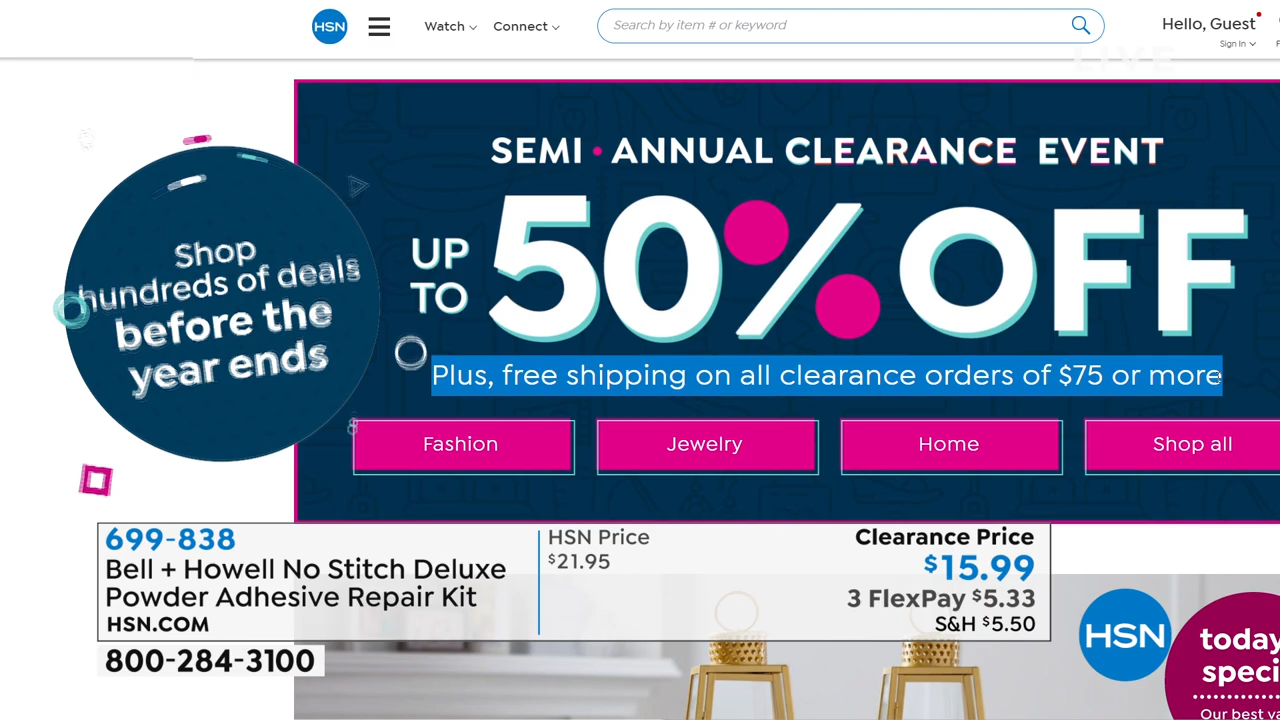 HSN
Watch
Connect
Search by item # or keyword
Hello, Guest
Sign In
LIVE
SEMI • ANNUAL CLEARANCE EVENT
UP TO 50% OFF
Plus, free shipping on all clearance orders of $75 or more
Shop
hundreds of deals
before the
year ends
Fashion
Jewelry
Home
Shop all
699-838
Bell + Howell No Stitch Deluxe
Powder Adhesive Repair Kit
HSN.COM
HSN Price
$21.95
Clearance Price
$15.99
3 FlexPay $5.33
S&H $5.50
800-284-3100
HSN
today
speci
Our best va